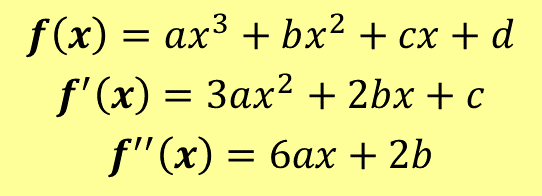 f(x) = ax³ + bx² + cx + d
f′(x) = 3ax² + 2bx + c
f′′(x) = 6ax + 2b